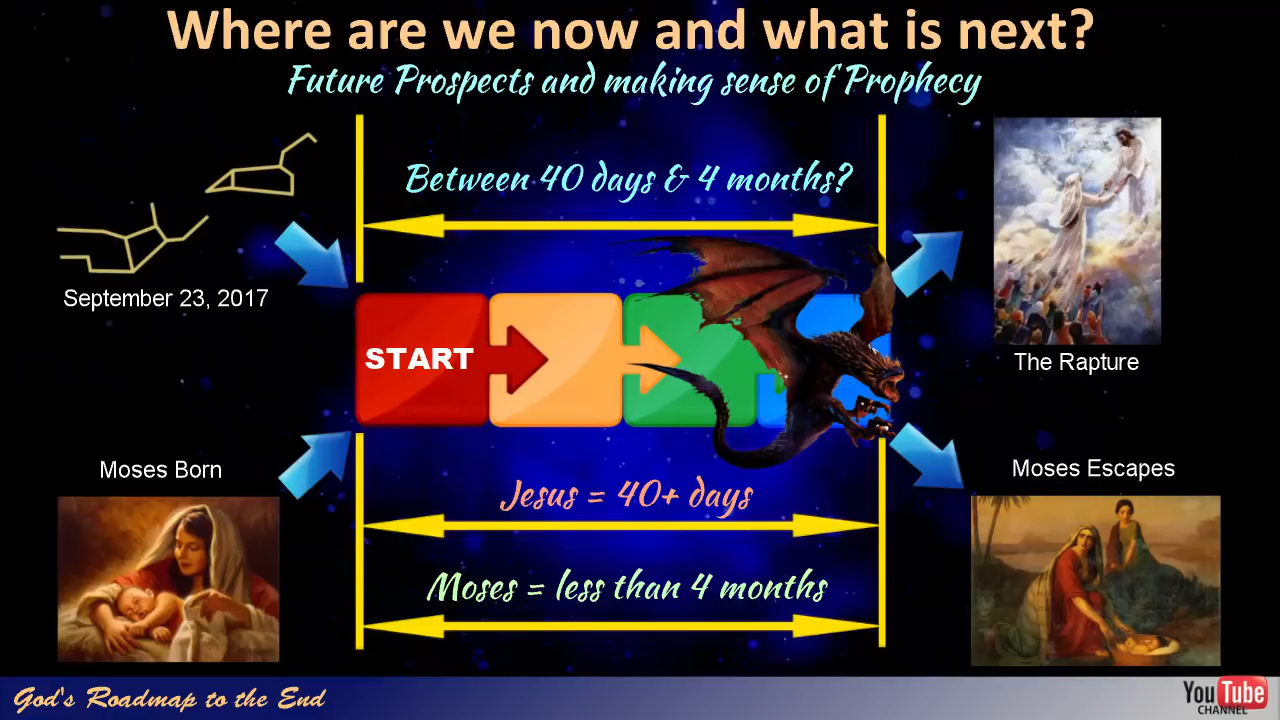 Where are we now and what is next?
Future Prospects and making sense of Prophecy
Between 40 days & 4 months?
September 23, 2017
START
The Rapture
Moses Born
Moses Escapes
Jesus = 40+ days
Moses = less than 4 months
God's Roadmap to the End
YouTube
CHANNEL